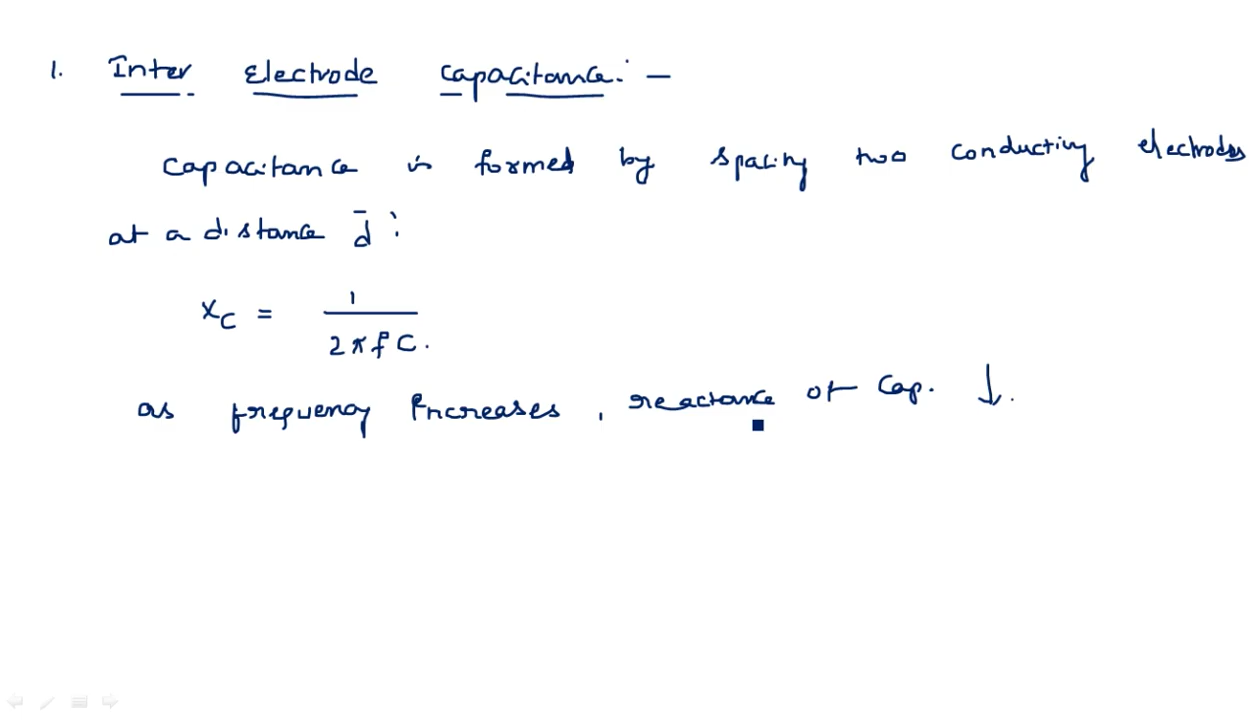 1. Inter Electrode Capacitance: –
Capacitance is formed by spacing two conducting electrodes
at a distance d̄ :
Xc = 1 / 2πfC.
as frequency Increases, reactance of Cap. ↓.